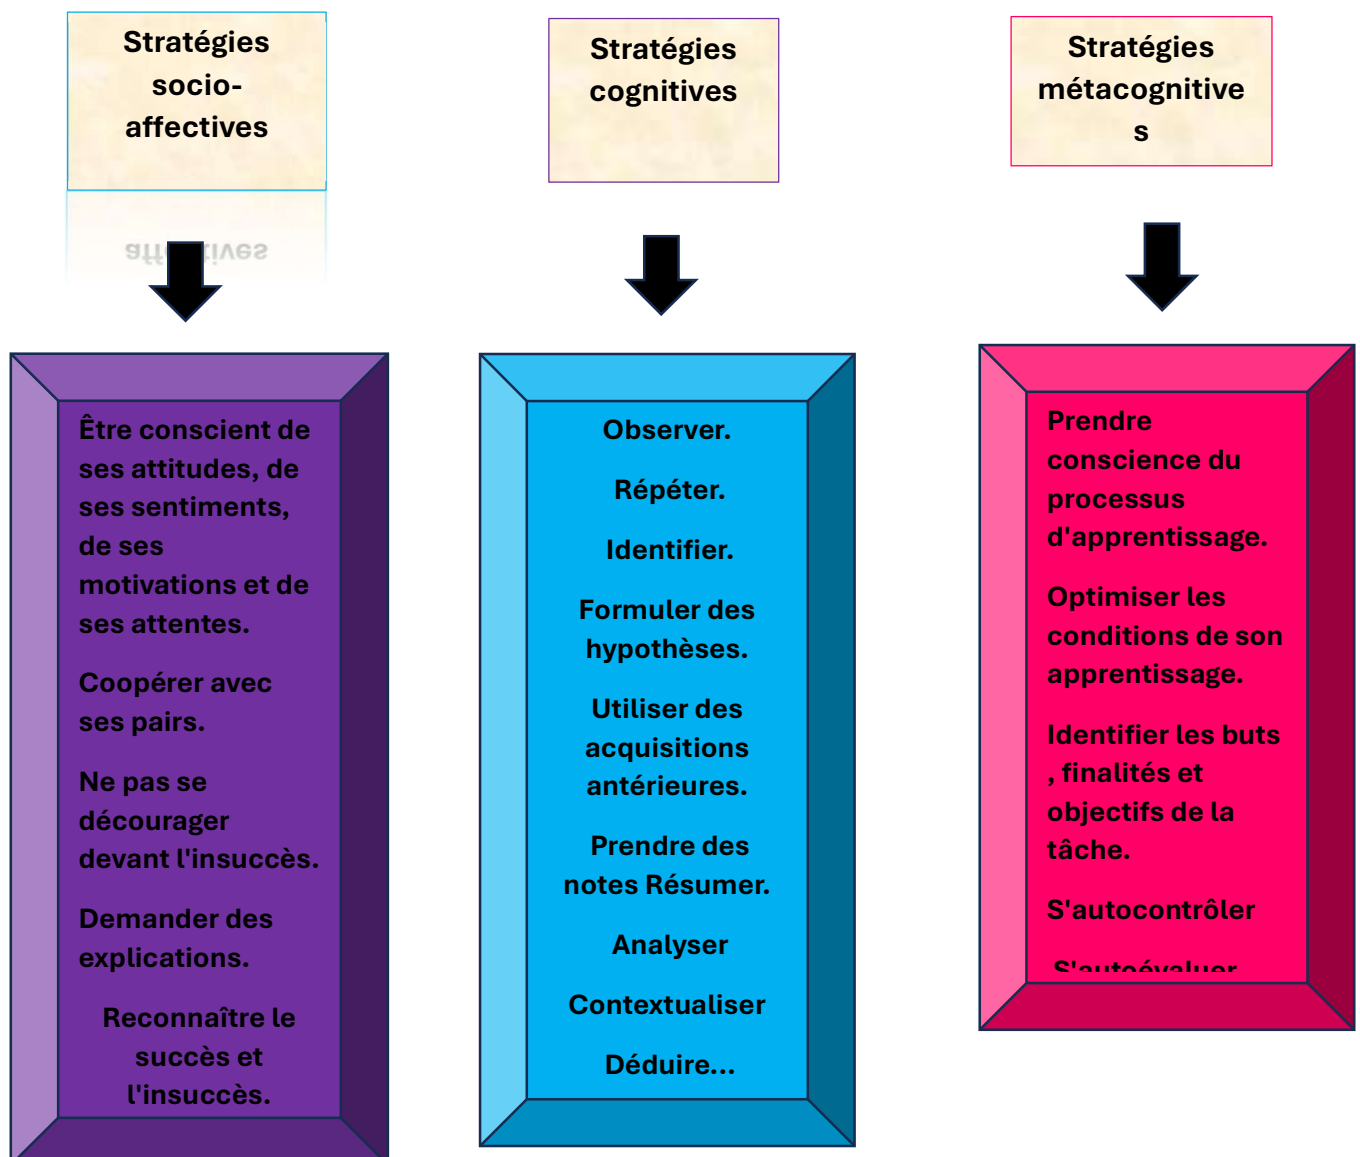 Stratégies
socio-
affectives
Stratégies
cognitives
Stratégies
métacognitive
s
Être conscient de
ses attitudes, de
ses sentiments,
de ses
motivations et de
ses attentes.
Coopérer avec
ses pairs.
Ne pas se
décourager
devant l'insuccès.
Demander des
explications.
Reconnaître le
succès et
l'insuccès.
Observer.
Répéter.
Identifier.
Formuler des
hypothèses.
Utiliser des
acquisitions
antérieures.
Prendre des
notes Résumer.
Analyser
Contextualiser
Déduire...
Prendre
conscience du
processus
d'apprentissage.
Optimiser les
conditions de son
apprentissage.
Identifier les buts
, finalités et
objectifs de la
tâche.
S'autocontrôler
S'autoévaluer